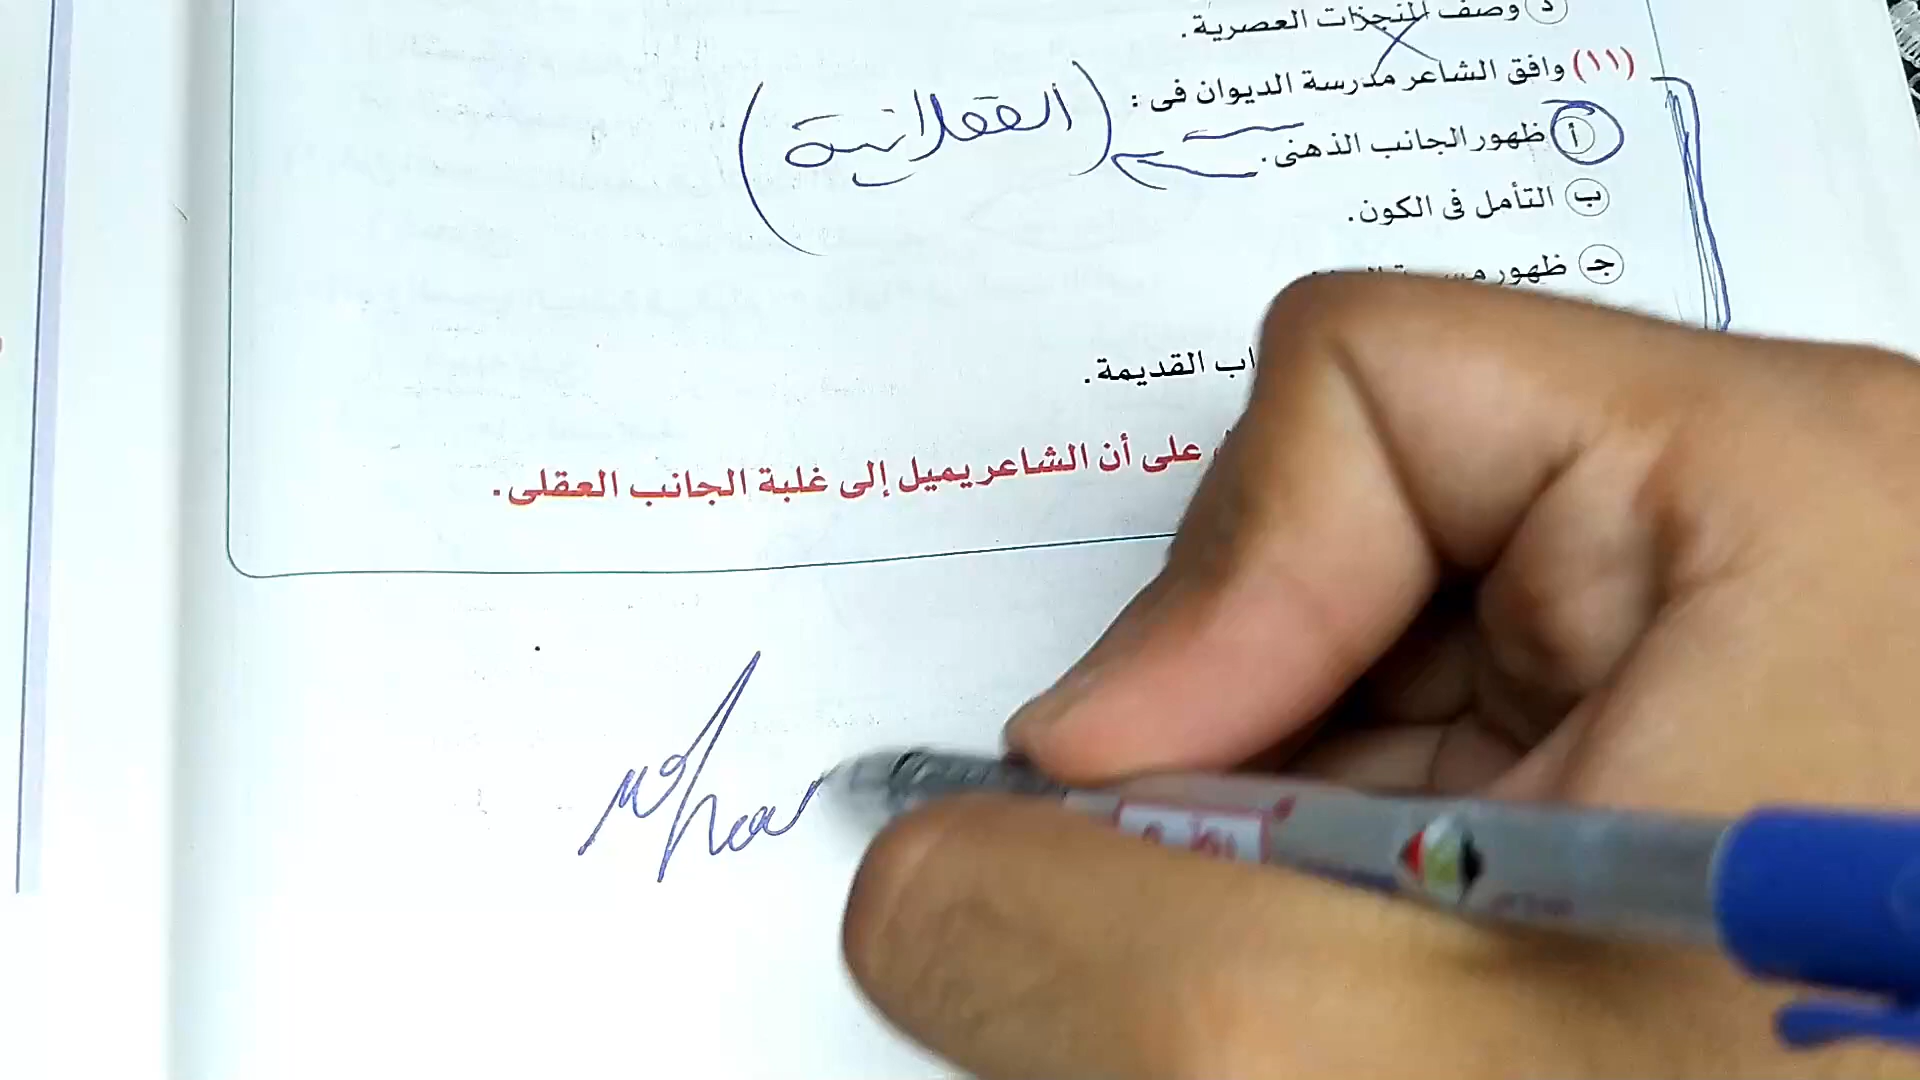 د وصف المنجزات العصرية.
(١١) وافق الشاعر مدرسة الديوان فى :
أ ظهور الجانب الذهنى.
(العقلانية)
ب التأمل فى الكون.
جـ ظهور
اب القديمة.
على أن الشاعر يميل إلى غلبة الجانب العقلى.